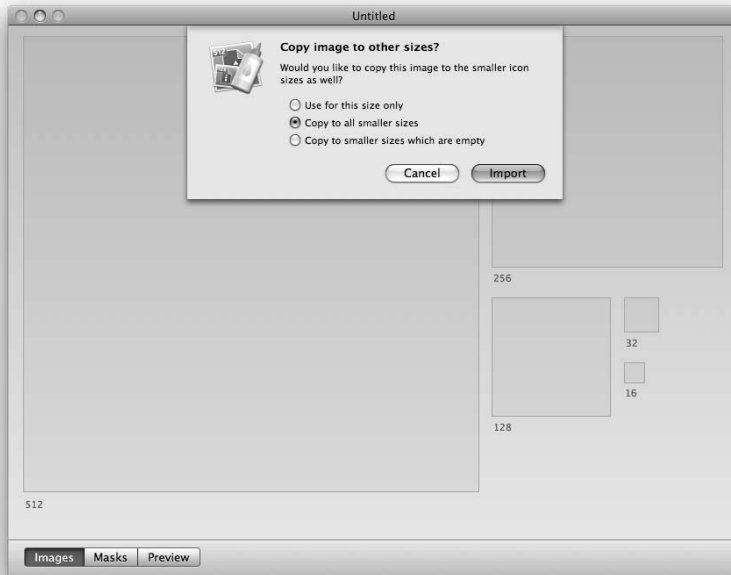 Untitled
Copy image to other sizes?
Would you like to copy this image to the smaller icon
sizes as well?
Use for this size only
Copy to all smaller sizes
Copy to smaller sizes which are empty
Cancel
Import
256
32
16
128
512
Images
Masks
Preview